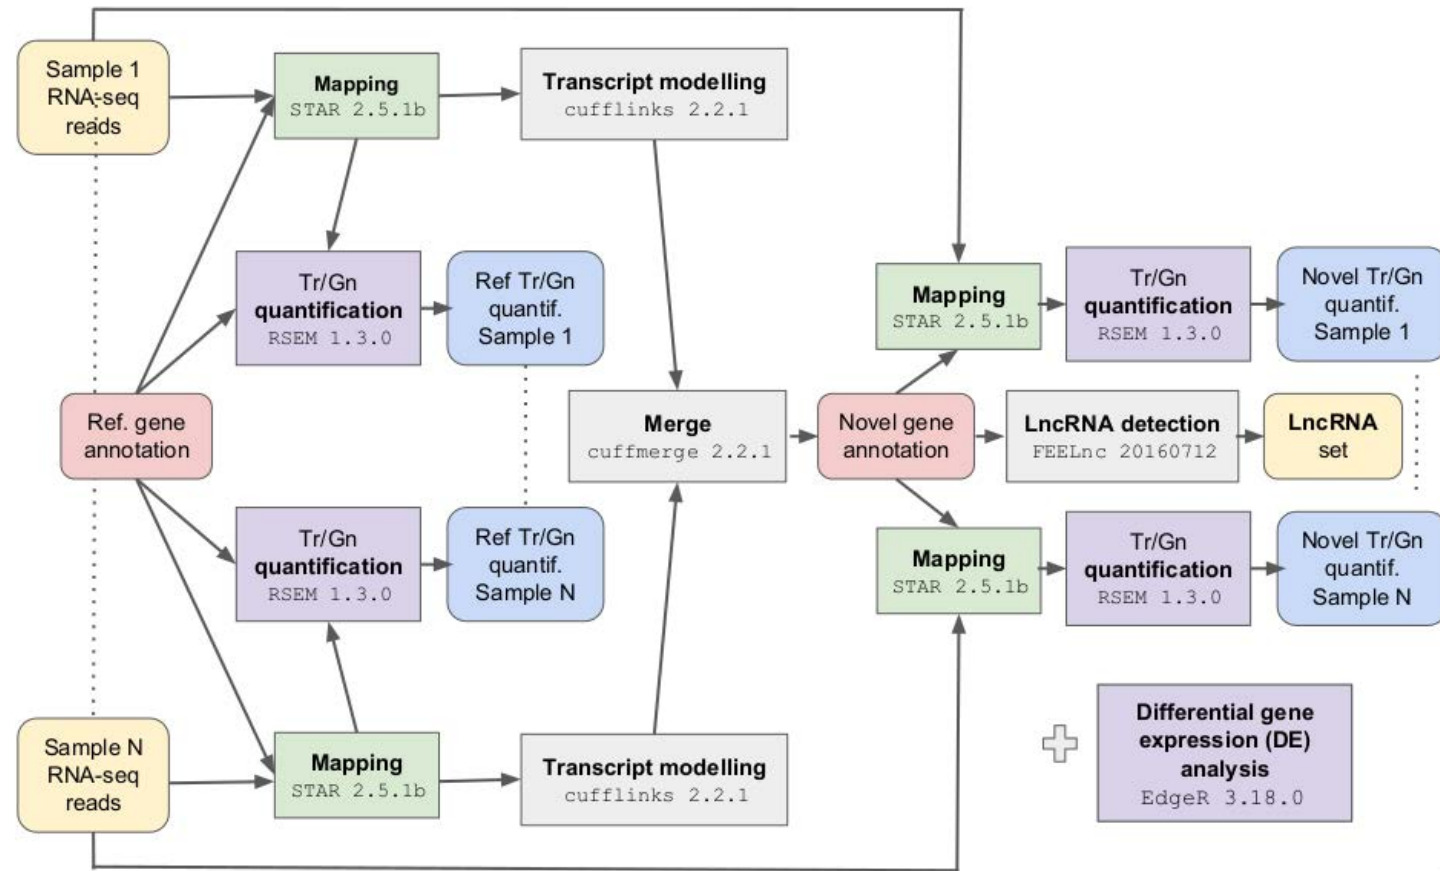 Sample 1
RNA-seq
reads
Mapping
STAR 2.5.1b
Transcript modelling
cufflinks 2.2.1
Tr/Gn
quantification
RSEM 1.3.0
Ref Tr/Gn
quantif.
Sample 1
Mapping
STAR 2.5.1b
Tr/Gn
quantification
RSEM 1.3.0
Novel Tr/Gn
quantif.
Sample 1
Ref. gene
annotation
Merge
cuffmerge 2.2.1
Novel gene
annotation
LncRNA detection
FEELnc 20160712
LncRNA
set
Tr/Gn
quantification
RSEM 1.3.0
Ref Tr/Gn
quantif.
Sample N
Mapping
STAR 2.5.1b
Tr/Gn
quantification
RSEM 1.3.0
Novel Tr/Gn
quantif.
Sample N
Sample N
RNA-seq
reads
Mapping
STAR 2.5.1b
Transcript modelling
cufflinks 2.2.1
Differential gene
expression (DE)
analysis
EdgeR 3.18.0